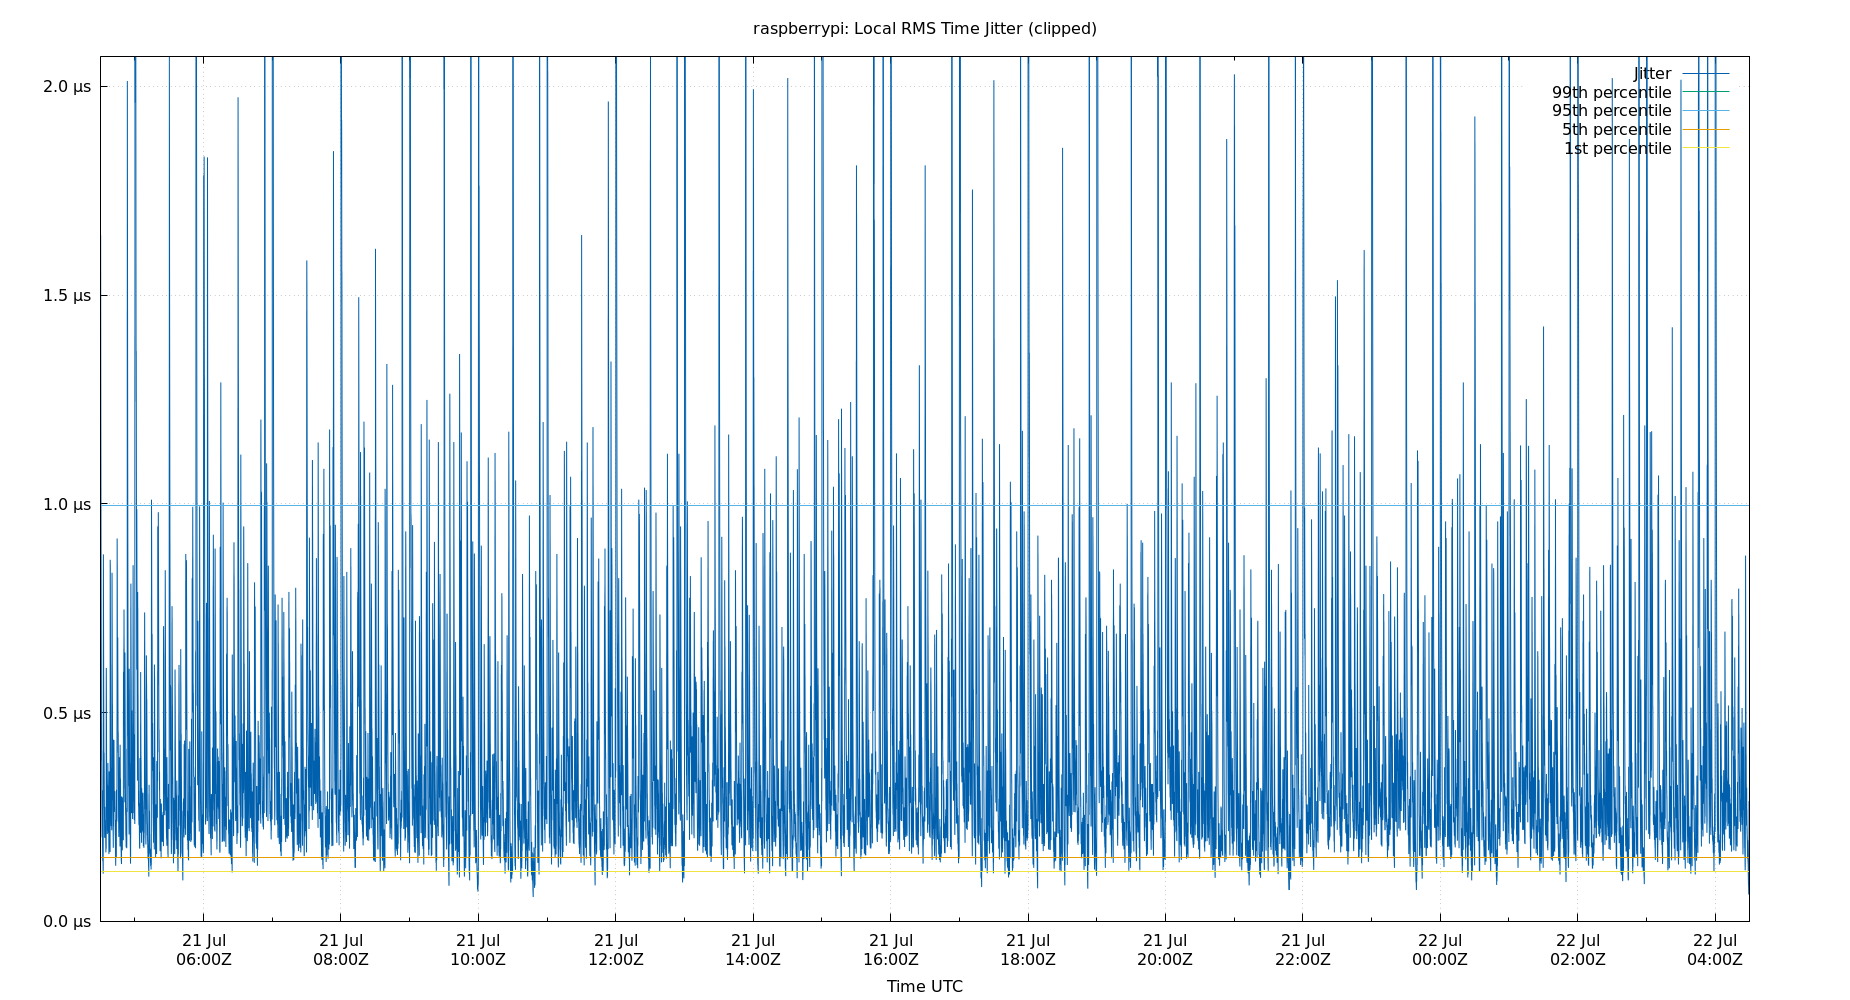 raspberrypi: Local RMS Time Jitter (clipped)
2.0 µs
1.5 µs
1.0 µs
0.5 µs
0.0 µs
Jitter
99th percentile
95th percentile
5th percentile
1st percentile
21 Jul 21 Jul 21 Jul 21 Jul 21 Jul 21 Jul 21 Jul 21 Jul 21 Jul 22 Jul 22 Jul 22 Jul
06:00Z 08:00Z 10:00Z 12:00Z 14:00Z 16:00Z 18:00Z 20:00Z 22:00Z 00:00Z 02:00Z 04:00Z
Time UTC